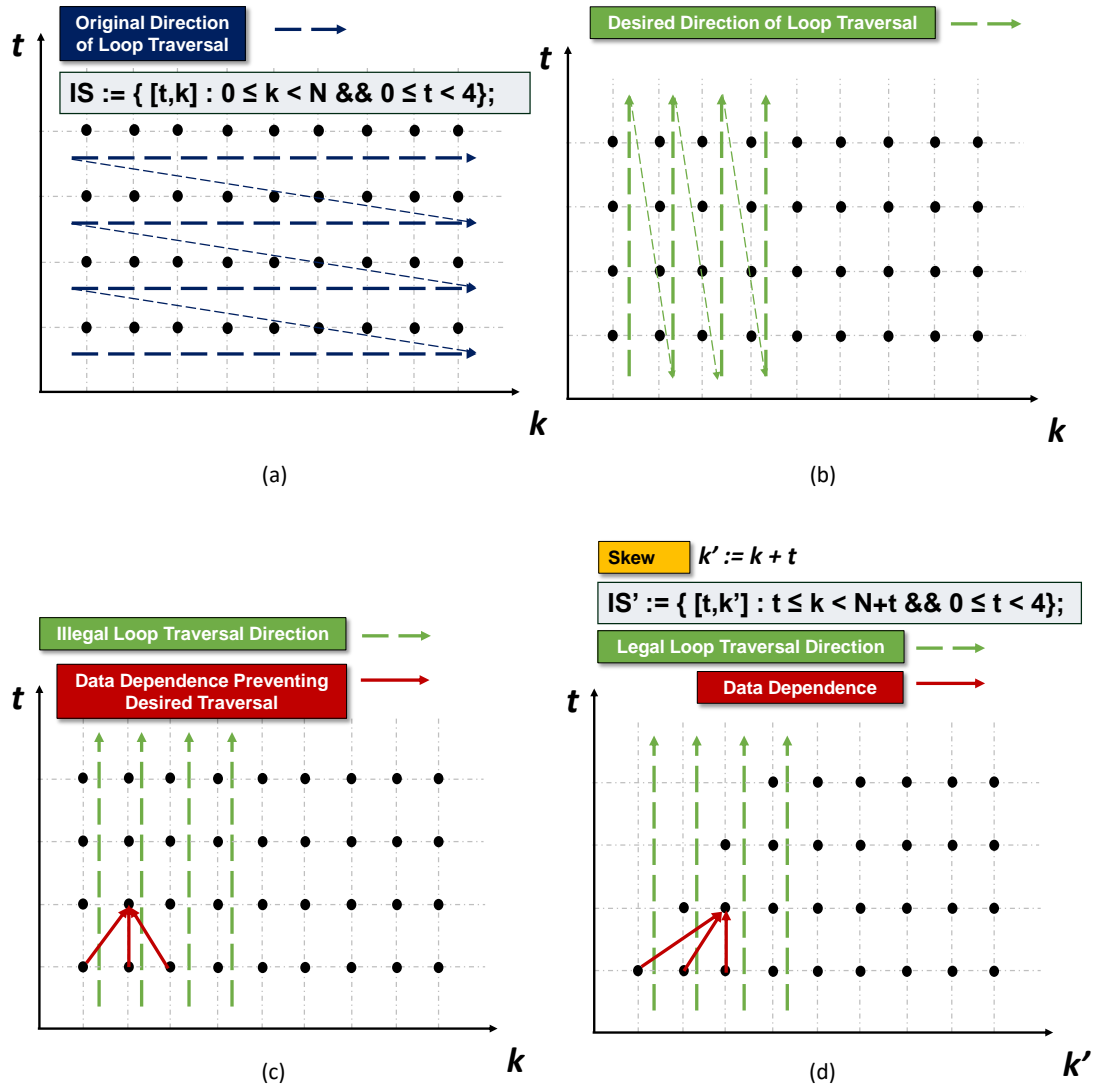 Original Direction
of Loop Traversal
t
IS := { [t,k] : 0 ≤ k < N && 0 ≤ t < 4};
k
(a)
Desired Direction of Loop Traversal
t
k
(b)
Illegal Loop Traversal Direction
Data Dependence Preventing
Desired Traversal
t
k
(c)
Skew k’ := k + t
IS’ := { [t,k’] : t ≤ k < N+t && 0 ≤ t < 4};
Legal Loop Traversal Direction
Data Dependence
t
k’
(d)